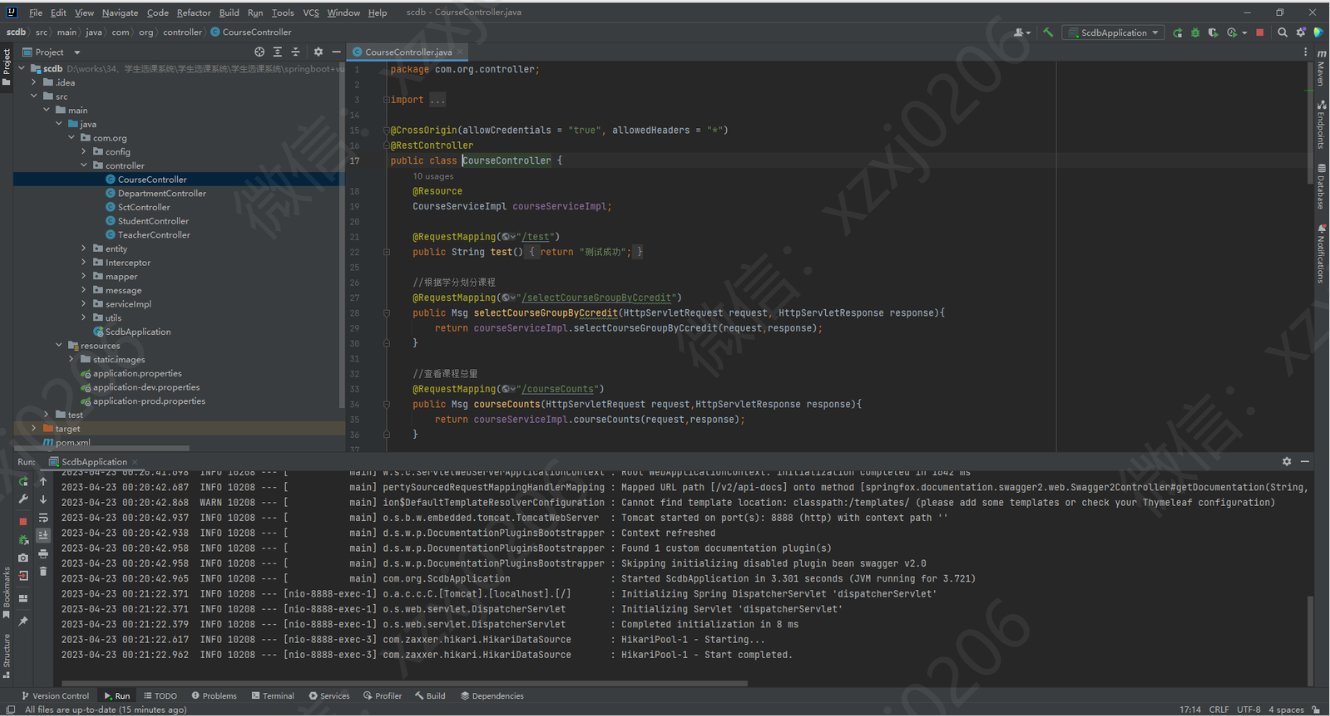 File Edit View Navigate Code Refactor Build Run Tools VCS Window Help scdb - CourseController.java
scdb src main java com org controller CourseController
ScdbApplication
Project
CourseController.java
scdb D:\works\34、学生选课系统\学生选课系统\学生选课系统\springboot+v
.idea
src
main
java
com.org
config
controller
CourseController
DepartmentController
SctController
StudentController
TeacherController
entity
Interceptor
mapper
message
serviceImpl
utils
ScdbApplication
resources
static.images
application.properties
application-dev.properties
application-prod.properties
test
target
pom.xml
1 package com.org.controller;
2
3 import ...
14
15 @CrossOrigin(allowCredentials = "true", allowedHeaders = "*")
16 @RestController
17 public class CourseController {
10 usages
18 @Resource
19 CourseServiceImpl courseServiceImpl;
20
21 @RequestMapping("/test")
22 public String test() { return "测试成功"; }
25
26 //根据学分划分课程
27 @RequestMapping("/selectCourseGroupByCcredit")
28 public Msg selectCourseGroupByCcredit(HttpServletRequest request, HttpServletResponse response){
29 return courseServiceImpl.selectCourseGroupByCcredit(request,response);
30 }
31
32 //查看课程总量
33 @RequestMapping("/courseCounts")
34 public Msg courseCounts(HttpServletRequest request,HttpServletResponse response){
35 return courseServiceImpl.courseCounts(request,response);
36 }
37
Project
Bookmarks
Structure
Maven
Endpoints
Database
Notifications
Run: ScdbApplication
2023-04-23 00:20:41.698 INFO 10208 --- [ main] w.s.c.ServletWebServerApplicationContext : Root WebApplicationContext: initialization completed in 1642 ms
2023-04-23 00:20:42.687 INFO 10208 --- [ main] pertySourcedRequestMappingHandlerMapping : Mapped URL path [/v2/api-docs] onto method [springfox.documentation.swagger2.web.Swagger2Controller#getDocumentation(String,
2023-04-23 00:20:42.868 WARN 10208 --- [ main] ion$DefaultTemplateResolverConfiguration : Cannot find template location: classpath:/templates/ (please add some templates or check your Thymeleaf configuration)
2023-04-23 00:20:42.937 INFO 10208 --- [ main] o.s.b.w.embedded.tomcat.TomcatWebServer : Tomcat started on port(s): 8888 (http) with context path ''
2023-04-23 00:20:42.938 INFO 10208 --- [ main] d.s.w.p.DocumentationPluginsBootstrapper : Context refreshed
2023-04-23 00:20:42.958 INFO 10208 --- [ main] d.s.w.p.DocumentationPluginsBootstrapper : Found 1 custom documentation plugin(s)
2023-04-23 00:20:42.958 INFO 10208 --- [ main] d.s.w.p.DocumentationPluginsBootstrapper : Skipping initializing disabled plugin bean swagger v2.0
2023-04-23 00:20:42.965 INFO 10208 --- [ main] com.org.ScdbApplication : Started ScdbApplication in 3.301 seconds (JVM running for 3.721)
2023-04-23 00:21:22.371 INFO 10208 --- [nio-8888-exec-1] o.a.c.c.C.[Tomcat].[localhost].[/] : Initializing Spring DispatcherServlet 'dispatcherServlet'
2023-04-23 00:21:22.371 INFO 10208 --- [nio-8888-exec-1] o.s.web.servlet.DispatcherServlet : Initializing Servlet 'dispatcherServlet'
2023-04-23 00:21:22.379 INFO 10208 --- [nio-8888-exec-1] o.s.web.servlet.DispatcherServlet : Completed initialization in 8 ms
2023-04-23 00:21:22.617 INFO 10208 --- [nio-8888-exec-3] com.zaxxer.hikari.HikariDataSource : HikariPool-1 - Starting...
2023-04-23 00:21:22.962 INFO 10208 --- [nio-8888-exec-3] com.zaxxer.hikari.HikariDataSource : HikariPool-1 - Start completed.
Version Control Run TODO Problems Terminal Services Profiler Build Dependencies
All files are up-to-date (15 minutes ago) 17:14 CRLF UTF-8 4 spaces
微信：xzxj0206